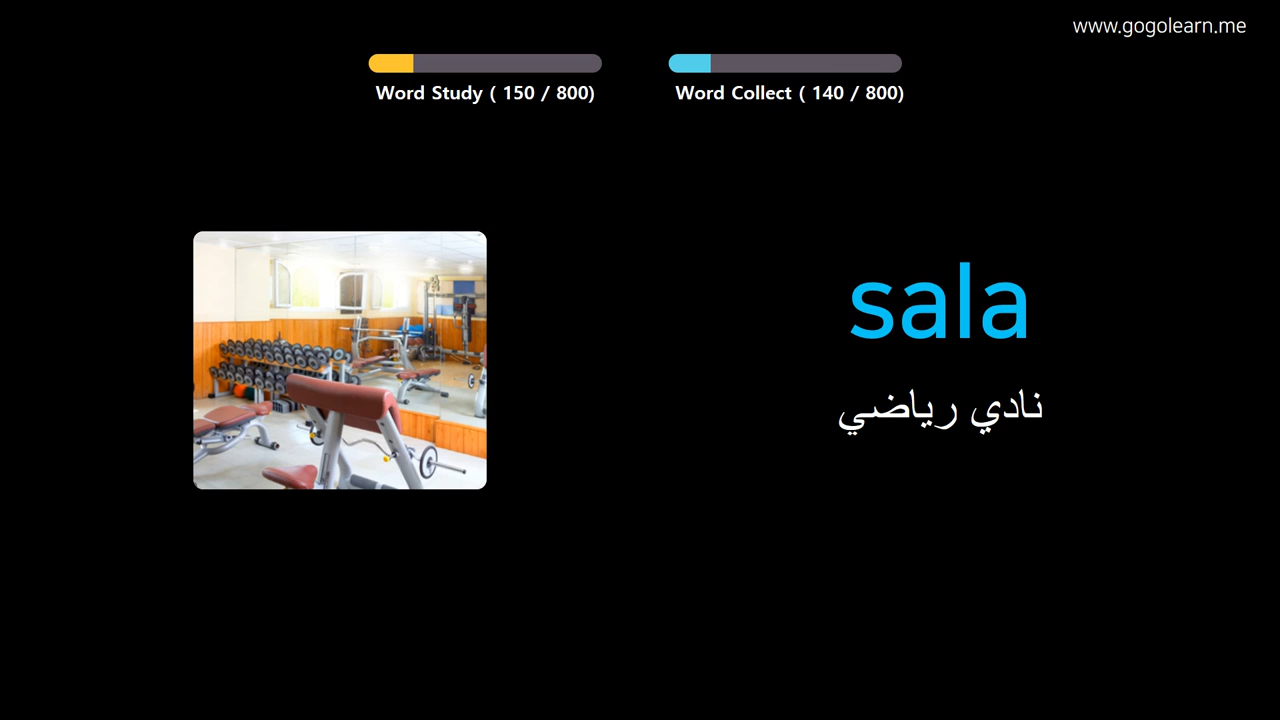 www.gogolearn.me
Word Study ( 150 / 800)
Word Collect ( 140 / 800)
sala
نادي رياضي